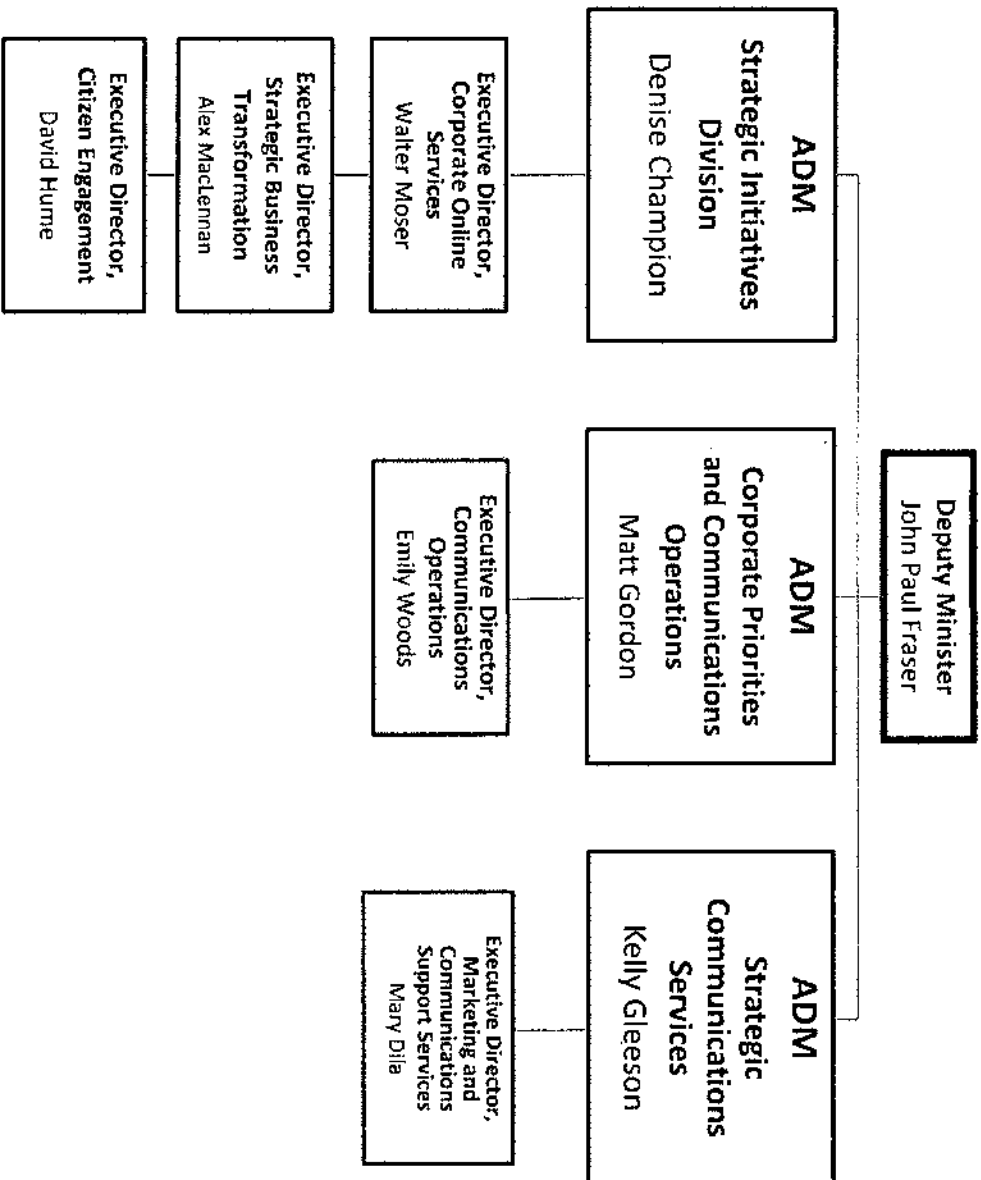 Deputy Minister
John Paul Fraser
ADM
Strategic Initiatives
Division
Denise Champion
Executive Director,
Corporate Online
Services
Walter Moser
Executive Director,
Strategic Business
Transformation
Alex MacLennan
Executive Director,
Citizen Engagement
David Hume
ADM
Corporate Priorities
and Communications
Operations
Matt Gordon
Executive Director,
Communications
Operations
Emily Woods
ADM
Strategic
Communications
Services
Kelly Gleeson
Executive Director,
Marketing and
Communications
Support Services
Mary Dila